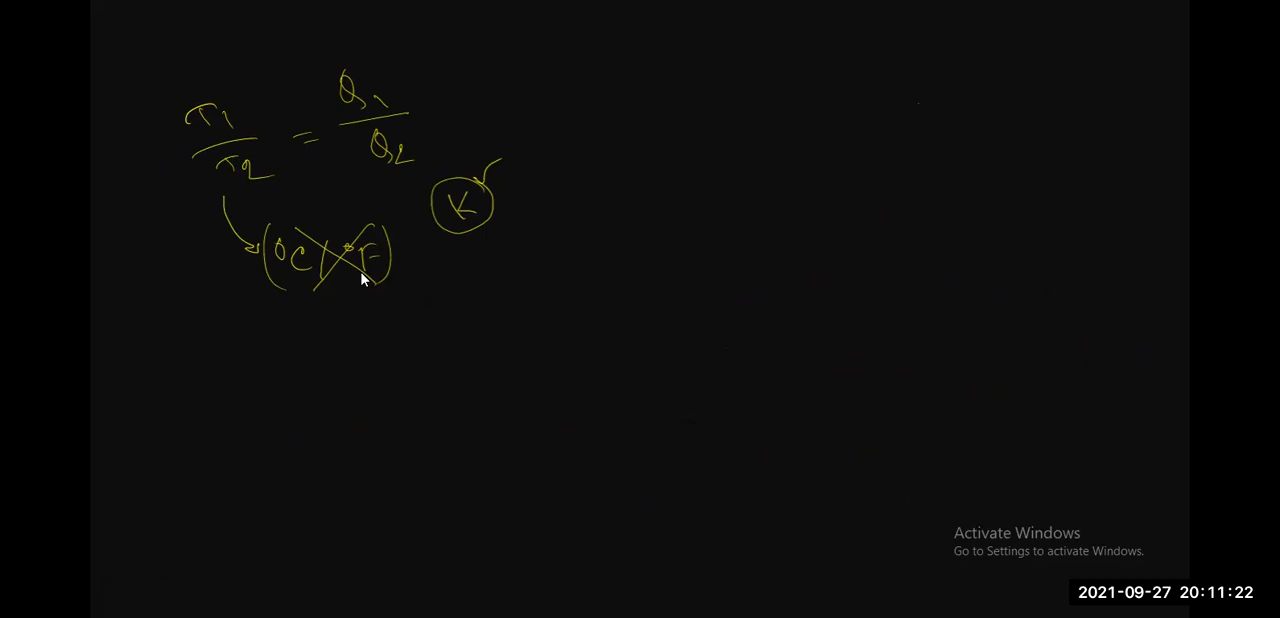 T1/T2 = Q1/Q2
K ✓
(°C/°F)
Activate Windows
Go to Settings to activate Windows.
2021-09-27 20:11:22